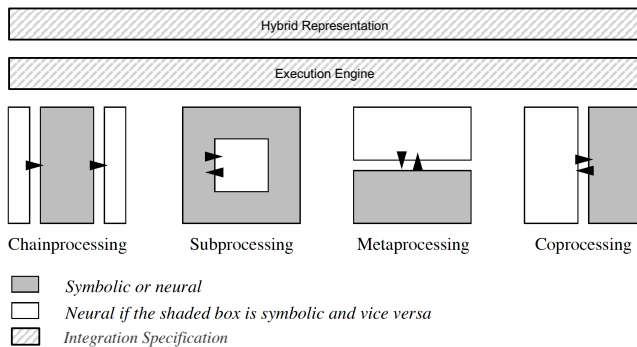 Hybrid Representation
Execution Engine
Chainprocessing Subprocessing Metaprocessing Coprocessing
Symbolic or neural
Neural if the shaded box is symbolic and vice versa
Integration Specification